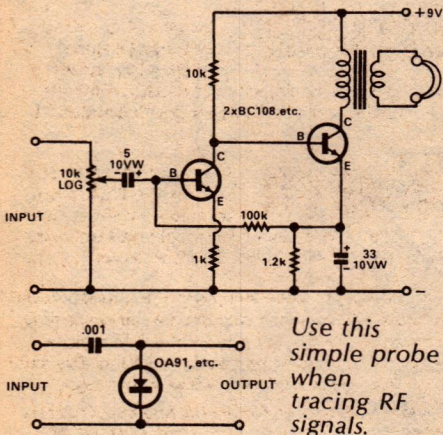 +9V
10k
2xBC108,etc.
C
B
E
5
10VW
- +
10k
LOG
B
C
E
INPUT
100k
1k
1.2k
+
33
-
10VW
-
.001
OA91, etc.
INPUT
OUTPUT
Use this
simple probe
when
tracing RF
signals.